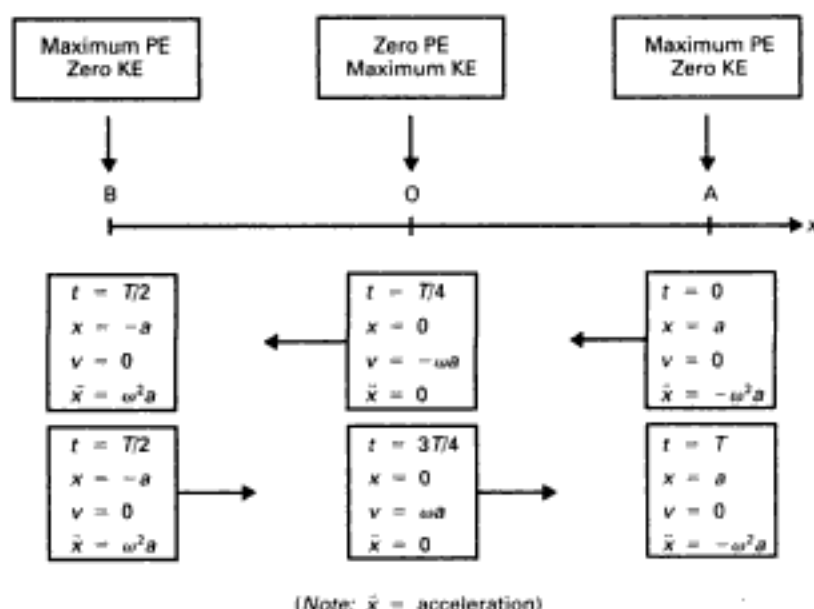 Maximum PE
Zero KE
Zero PE
Maximum KE
Maximum PE
Zero KE
B
O
A
x
t = T/2
x = -a
v = 0
ẍ = ω²a
t = T/4
x = 0
v = -ωa
ẍ = 0
t = 0
x = a
v = 0
ẍ = -ω²a
t = T/2
x = -a
v = 0
ẍ = ω²a
t = 3T/4
x = 0
v = ωa
ẍ = 0
t = T
x = a
v = 0
ẍ = -ω²a
(Note: ẍ = acceleration)